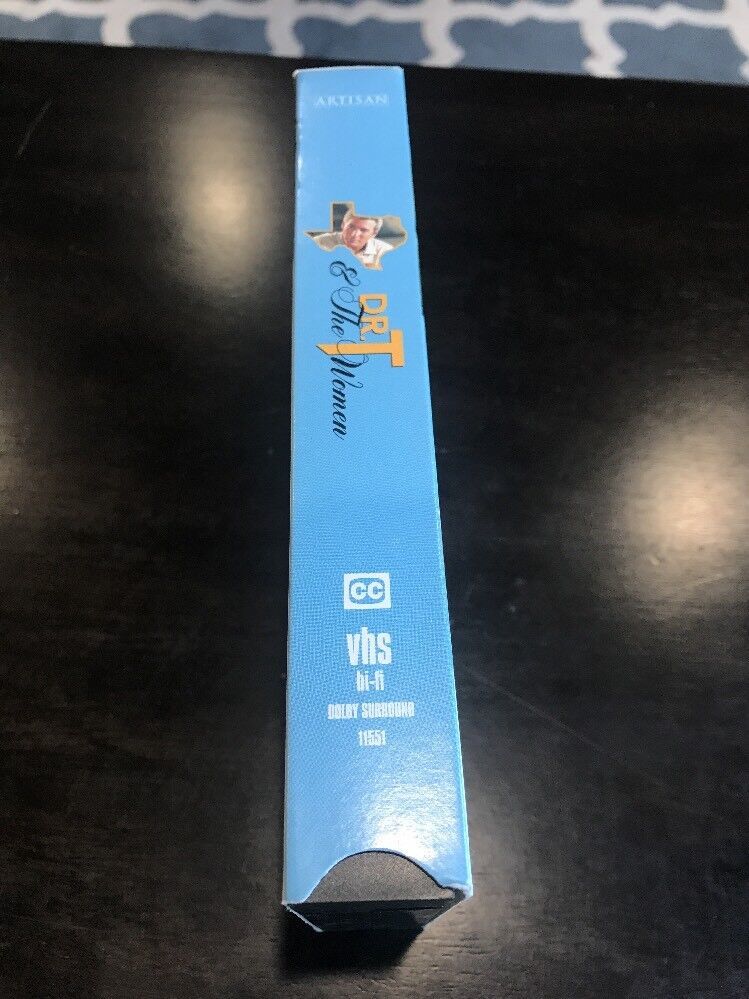 ARTISAN
DR.T
& The Women
CC
vhs
hi-fi
DOLBY SURROUND
11551